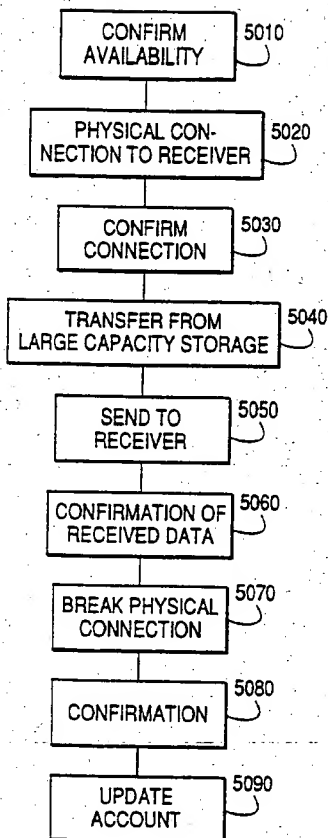 CONFIRM
AVAILABILITY
5010
PHYSICAL CON-
NECTION TO RECEIVER
5020
CONFIRM
CONNECTION
5030
TRANSFER FROM
LARGE CAPACITY STORAGE
5040
SEND TO
RECEIVER
5050
CONFIRMATION OF
RECEIVED DATA
5060
BREAK PHYSICAL
CONNECTION
5070
CONFIRMATION
5080
UPDATE
ACCOUNT
5090